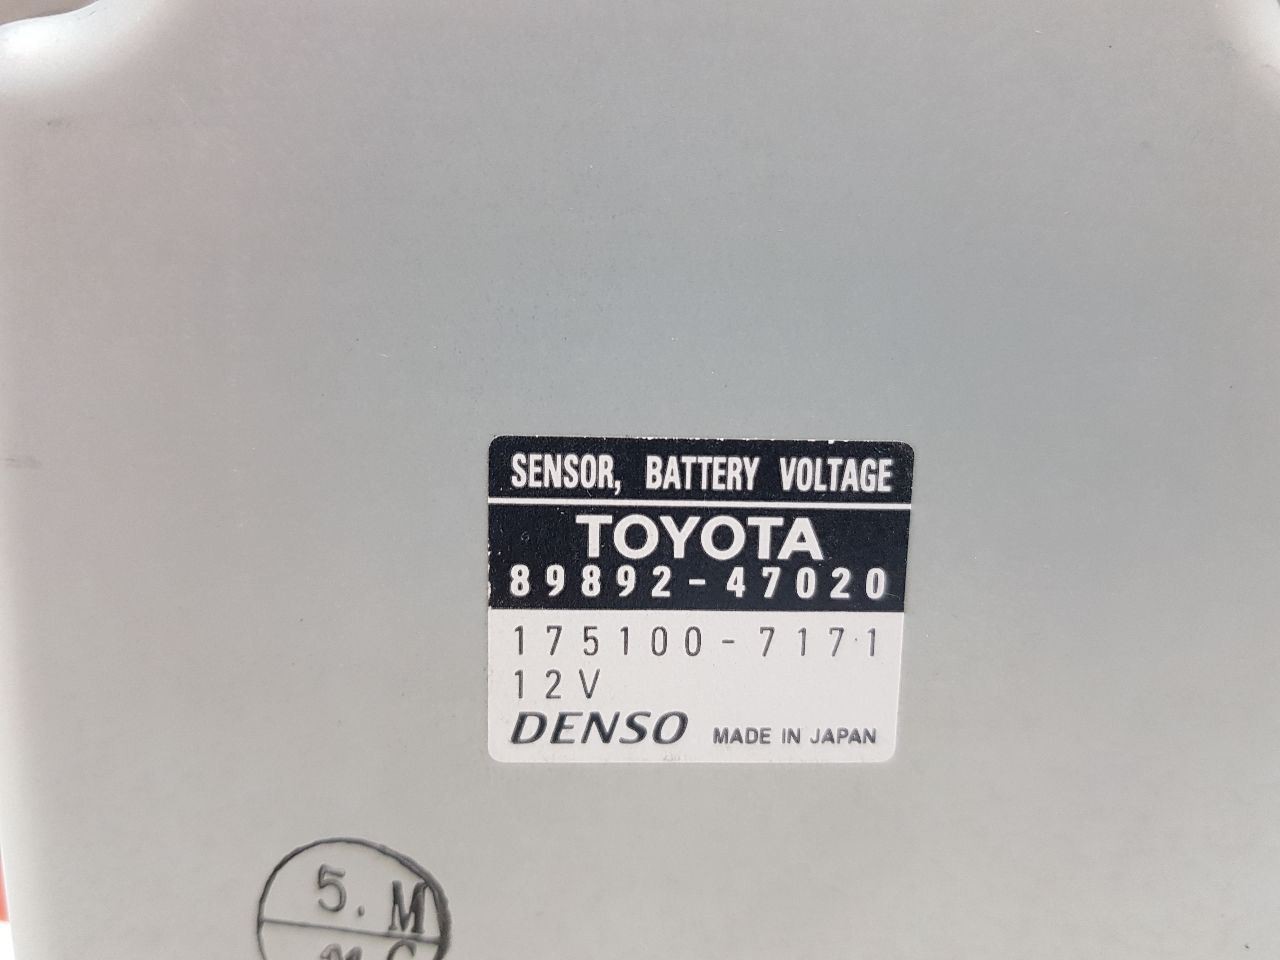 SENSOR, BATTERY VOLTAGE
TOYOTA
89892-47020
175100-7171
12V
DENSO MADE IN JAPAN
5. M